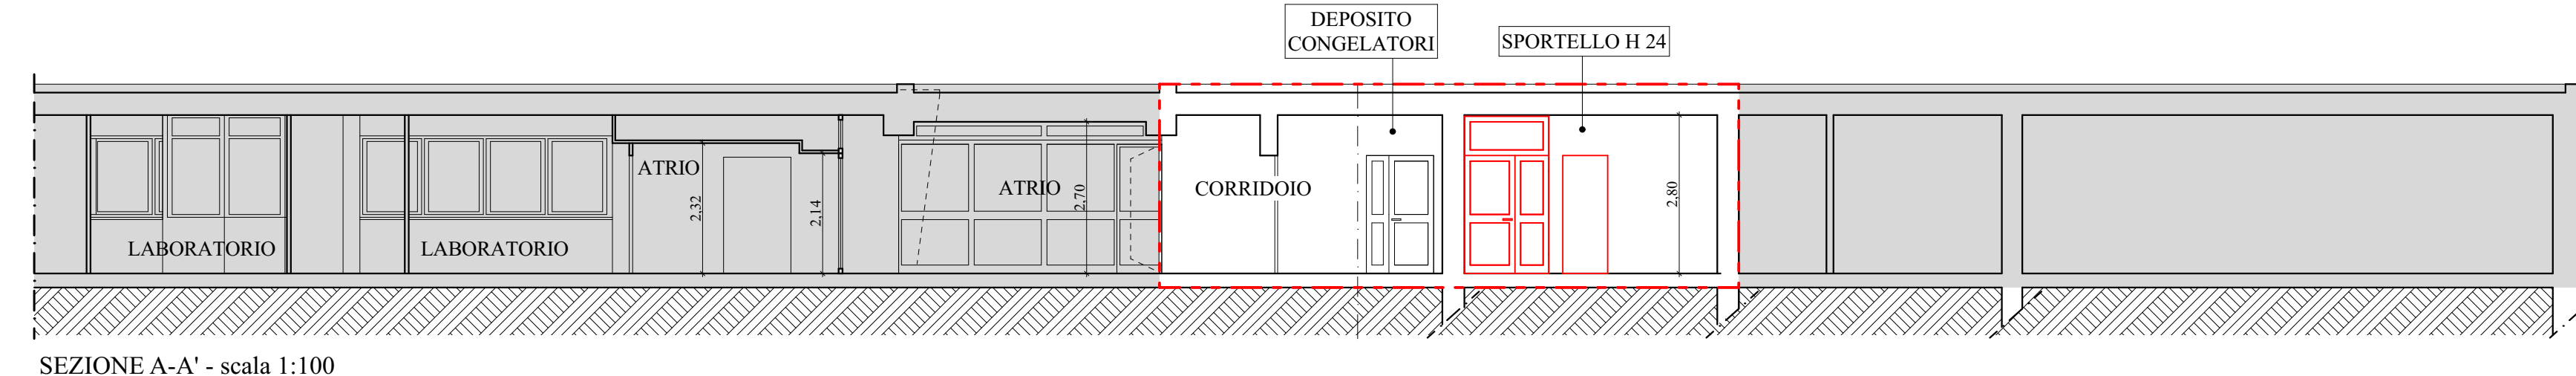 DEPOSITO
CONGELATORI
SPORTELLO H 24
LABORATORIO
LABORATORIO
ATRIO
2,32
2,14
ATRIO
2,70
CORRIDOIO
2,80
SEZIONE A-A' - scala 1:100